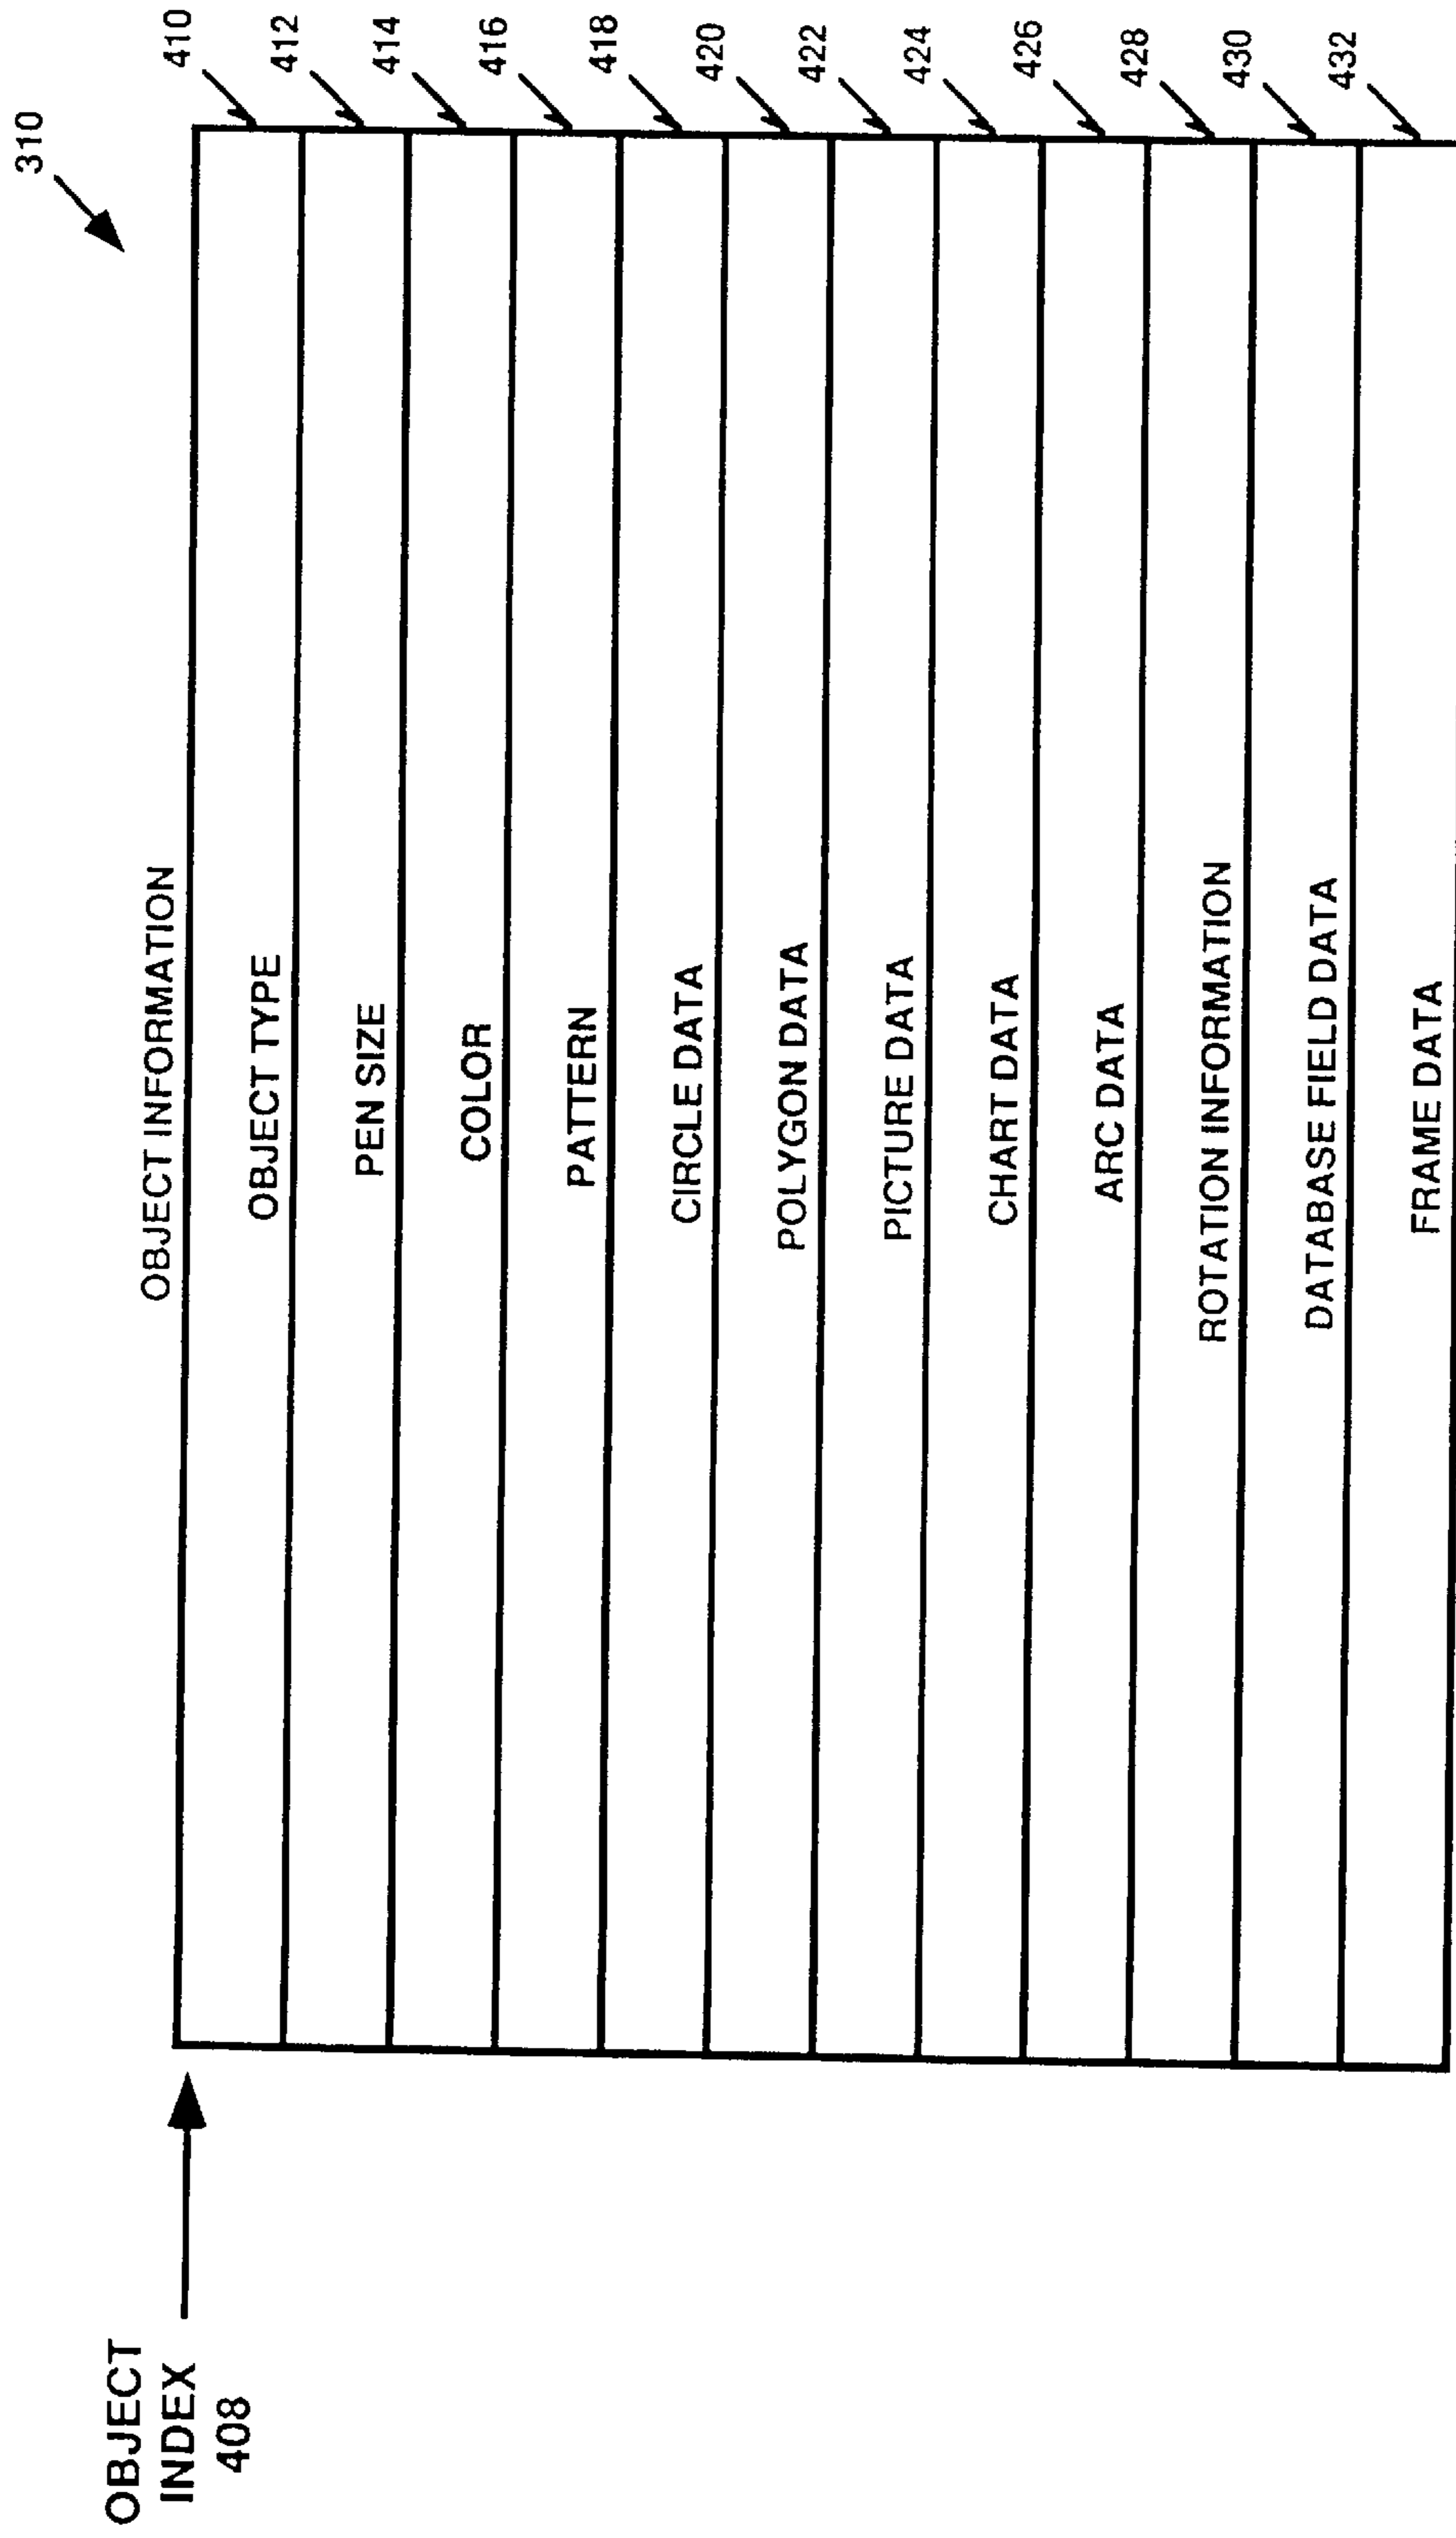 310
OBJECT INFORMATION
410
OBJECT TYPE
412
PEN SIZE
414
COLOR
416
PATTERN
418
CIRCLE DATA
420
POLYGON DATA
422
PICTURE DATA
424
CHART DATA
426
ARC DATA
428
ROTATION INFORMATION
430
DATABASE FIELD DATA
432
FRAME DATA
OBJECT
INDEX
408